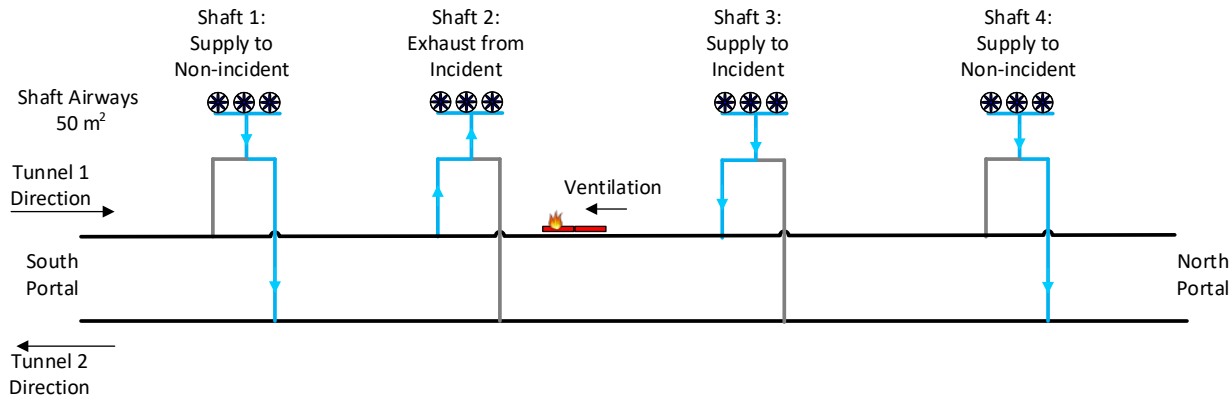 Shaft 1:
Supply to
Non-incident
Shaft 2:
Exhaust from
Incident
Shaft 3:
Supply to
Incident
Shaft 4:
Supply to
Non-incident
Shaft Airways
50 m²
Tunnel 1
Direction
Ventilation
South
Portal
North
Portal
Tunnel 2
Direction